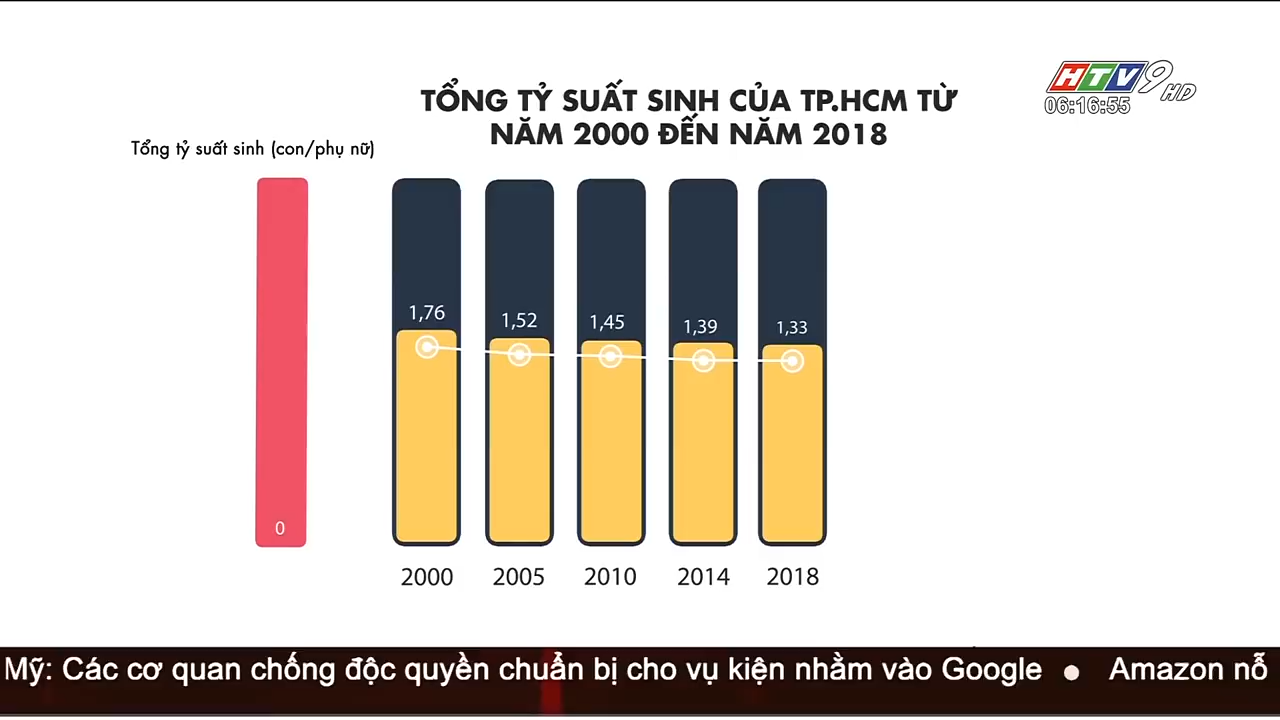 HTV9 HD
06:16:55
TỔNG TỶ SUẤT SINH CỦA TP.HCM TỪ
NĂM 2000 ĐẾN NĂM 2018
Tổng tỷ suất sinh (con/phụ nữ)
1,76
1,52
1,45
1,39
1,33
0
2000
2005
2010
2014
2018
Mỹ: Các cơ quan chống độc quyền chuẩn bị cho vụ kiện nhằm vào Google ● Amazon nỗ